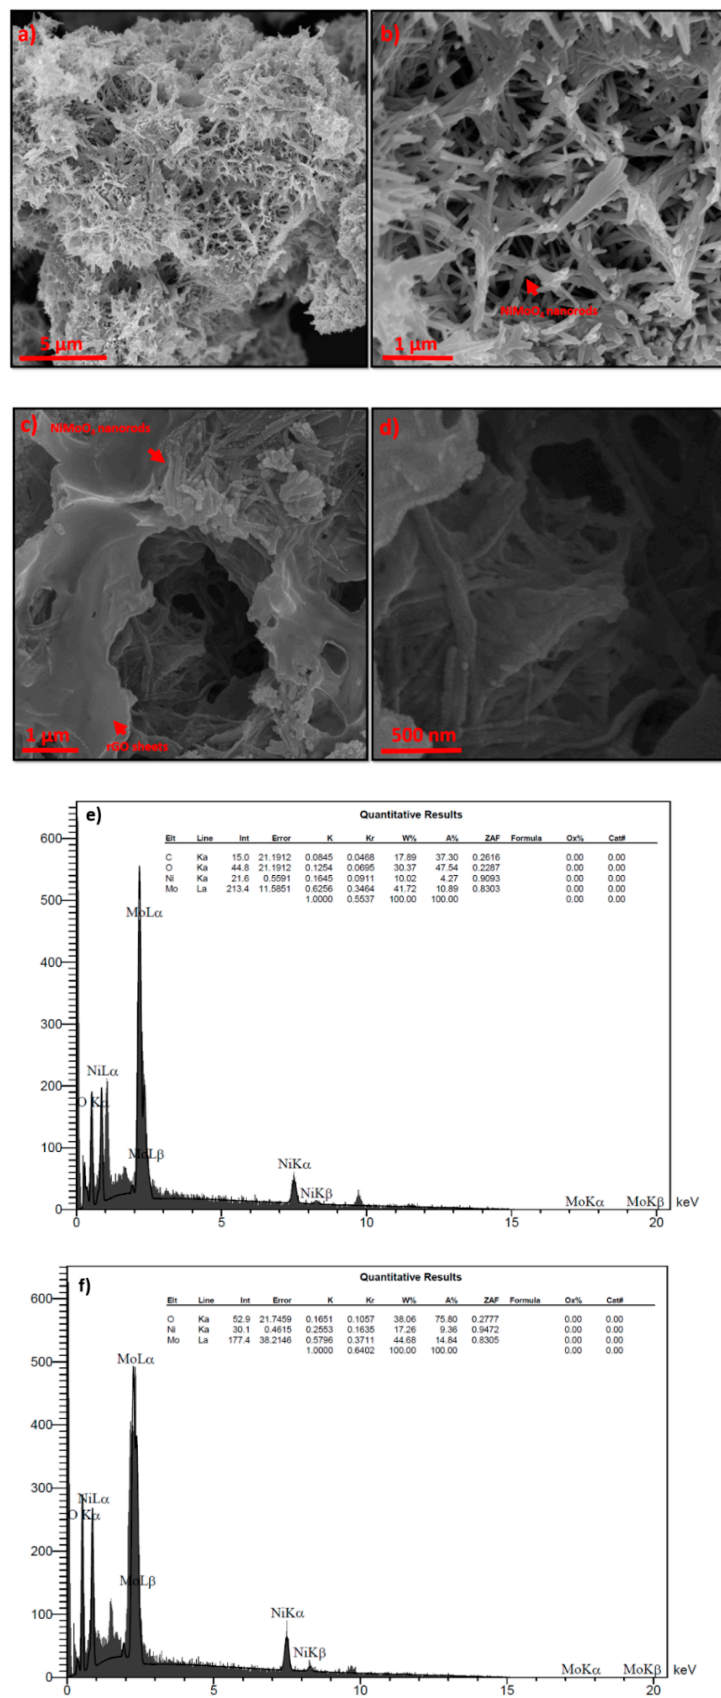 a)
5 μm
b)
NiMoO₄ nanorods
1 μm
c)
NiMoO₄ nanorods
rGO sheets
1 μm
d)
500 nm
e)
Quantitative Results
Elt Line Int Error K Kr W% A% ZAF Formula Ox% Cat#
C Ka 15.0 21.1912 0.0845 0.0468 17.89 37.30 0.2616 0.00 0.00
O Ka 44.8 21.1912 0.1254 0.0695 30.37 47.54 0.2287 0.00 0.00
Ni Ka 21.6 0.5591 0.1645 0.0911 10.02 4.27 0.9093 0.00 0.00
Mo La 213.4 11.5851 0.6256 0.3464 41.72 10.89 0.8303 0.00 0.00
1.0000 0.5537 100.00 100.00 0.00 0.00
600
MoLα
500
400
300
NiLα
200
O Kα
100
MoLβ
NiKα
NiKβ
MoKα MoKβ keV
0
0 5 10 15 20
f)
Quantitative Results
Elt Line Int Error K Kr W% A% ZAF Formula Ox% Cat#
O Ka 52.9 21.7459 0.1651 0.1057 38.06 75.80 0.2777 0.00 0.00
Ni Ka 30.1 0.4615 0.2553 0.1635 17.26 9.36 0.9472 0.00 0.00
Mo La 177.4 38.2146 0.5796 0.3711 44.68 14.84 0.8305 0.00 0.00
1.0000 0.6402 100.00 100.00 0.00 0.00
600
MoLα
500
400
300
NiLα
O Kα
200
MoLβ
100
NiKα
NiKβ
MoKα MoKβ keV
0
0 5 10 15 20